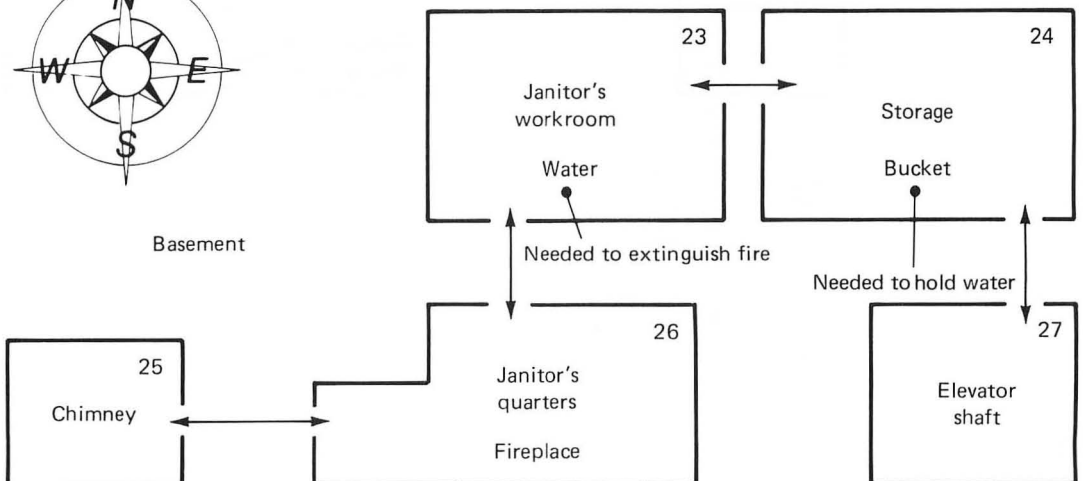 N
W E
S
23
Janitor's
workroom
Water
24
Storage
Bucket
Basement
Needed to extinguish fire
Needed to hold water
25
Chimney
26
Janitor's
quarters
Fireplace
27
Elevator
shaft